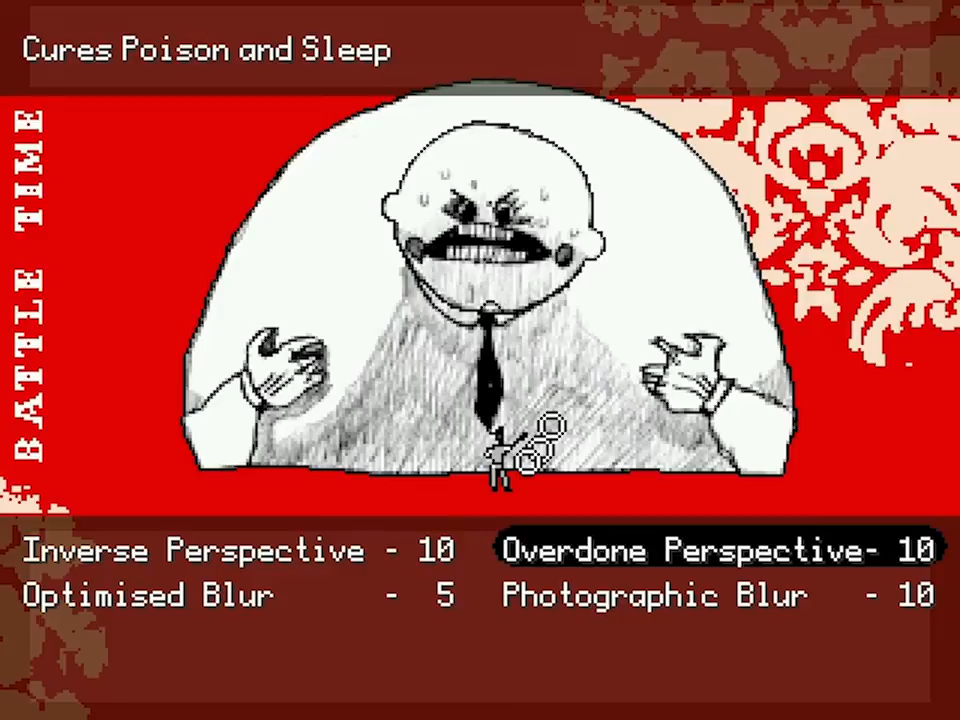 Cures Poison and Sleep
BATTLE TIME
Inverse Perspective - 10
Overdone Perspective- 10
Optimised Blur - 5
Photographic Blur - 10